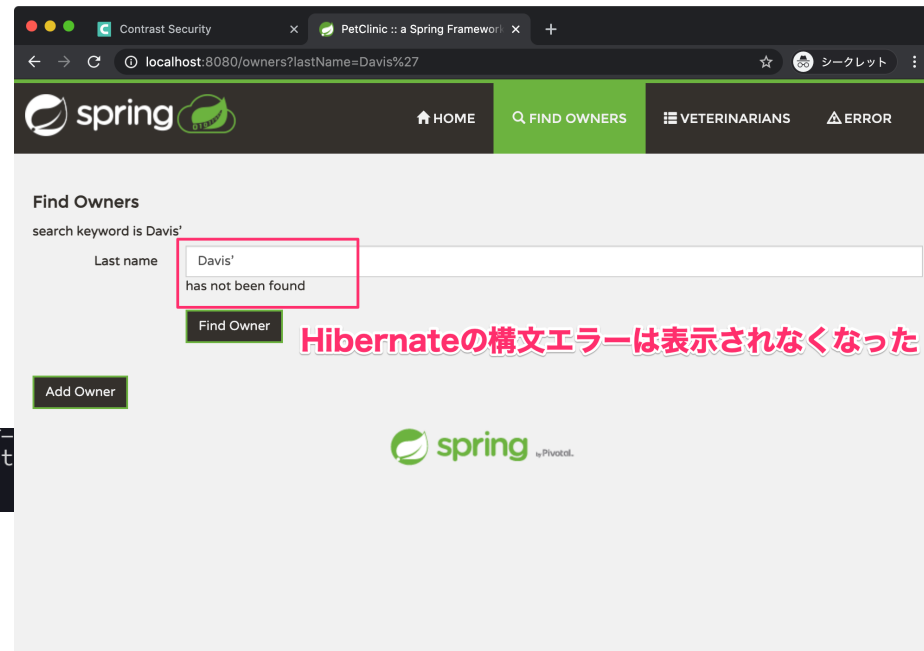 Contrast Security
PetClinic :: a Spring Framewor
localhost:8080/owners?lastName=Davis%27
シークレット
spring
HOME
FIND OWNERS
VETERINARIANS
ERROR
Find Owners
search keyword is Davis'
Last name
Davis'
has not been found
Find Owner
Hibernateの構文エラーは表示されなくなった
Add Owner
t
spring by Pivotal.